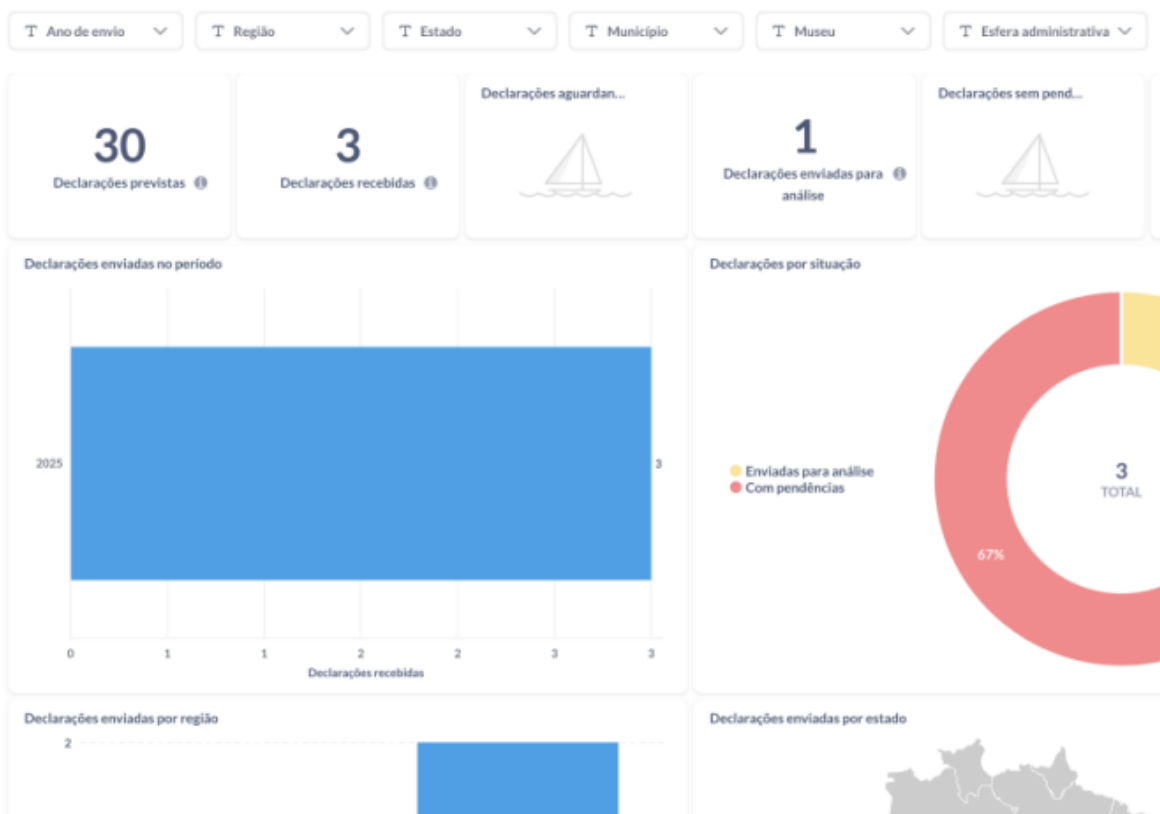 Ano de envio
Região
Estado
Município
Museu
Esfera administrativa
30
Declarações previstas
3
Declarações recebidas
Declarações aguardan...
1
Declarações enviadas para
análise
Declarações sem pend...
Declarações enviadas no período
2025
3
0 1 1 2 2 3 3
Declarações recebidas
Declarações por situação
Enviadas para análise
Com pendências
3
TOTAL
67%
Declarações enviadas por região
2
Declarações enviadas por estado